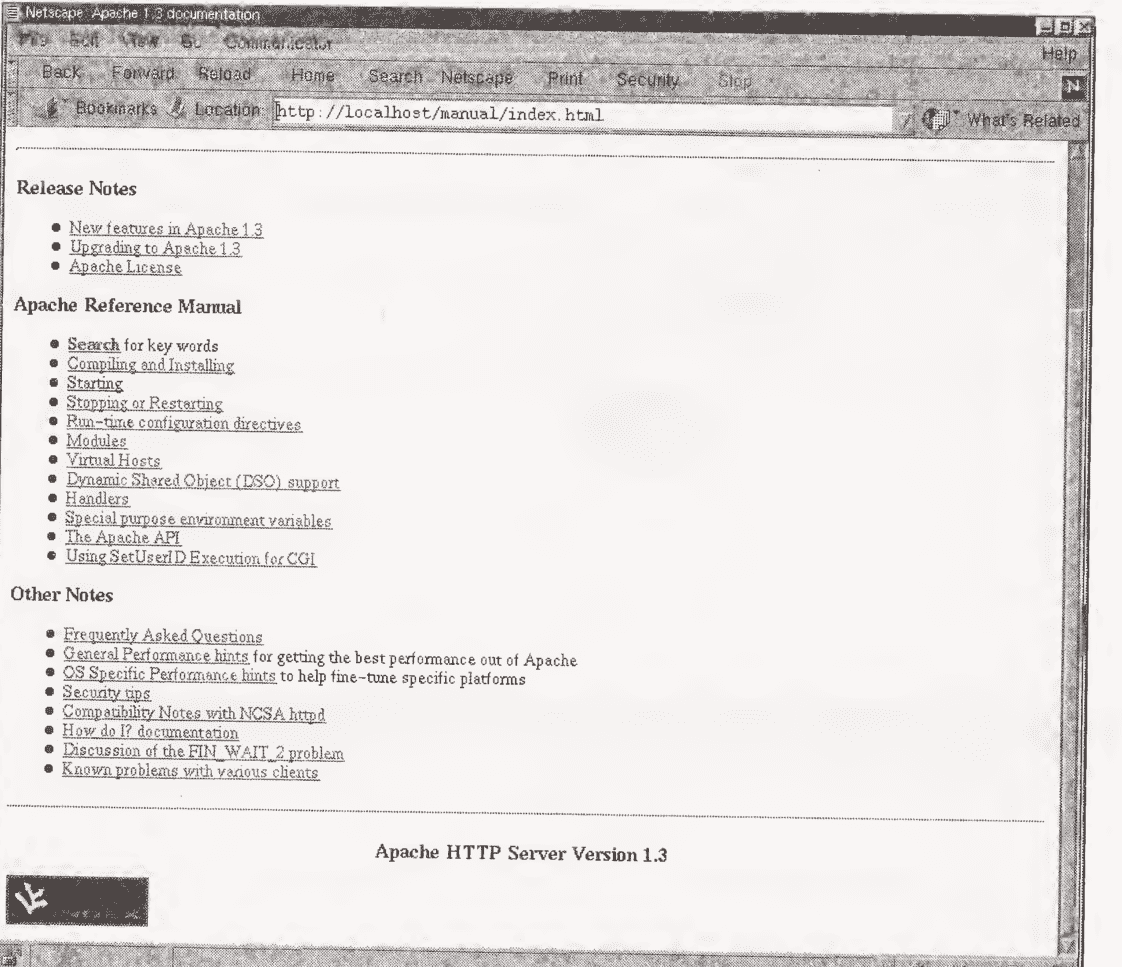 Netscape: Apache 1.3 documentation
File Edit View Go Communicator Help
Back Forward Reload Home Search Netscape Print Security Stop
Bookmarks Location: http://localhost/manual/index.html What's Related
Release Notes
New features in Apache 1.3
Upgrading to Apache 1.3
Apache License
Apache Reference Manual
Search for key words
Compiling and Installing
Starting
Stopping or Restarting
Run-time configuration directives
Modules
Virtual Hosts
Dynamic Shared Object (DSO) support
Handlers
Special purpose environment variables
The Apache API
Using SetUserID Execution for CGI
Other Notes
Frequently Asked Questions
General Performance hints for getting the best performance out of Apache
OS Specific Performance hints to help fine-tune specific platforms
Security tips
Compatibility Notes with NCSA httpd
How do I? documentation
Discussion of the FIN_WAIT_2 problem
Known problems with various clients
Apache HTTP Server Version 1.3